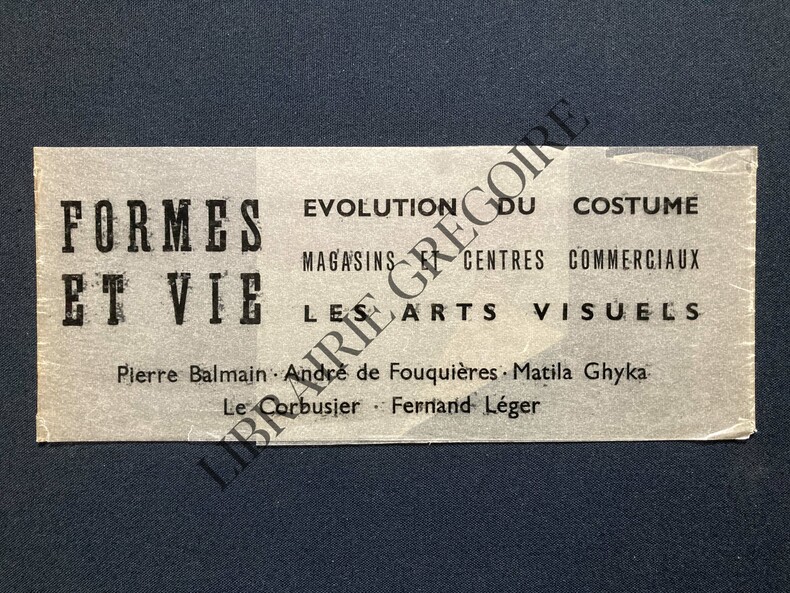 FORMES
ET VIE
EVOLUTION DU COSTUME
MAGASINS ET CENTRES COMMERCIAUX
LES ARTS VISUELS
Pierre Balmain · André de Fouquières · Matila Ghyka
Le Corbusier · Fernand Léger
LIBRAIRIE GREGOIRE